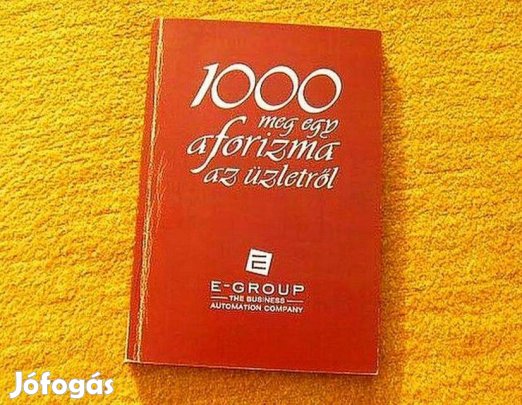 1000
meg egy
aforizma
az üzletről
E
E-GROUP
THE BUSINESS
AUTOMATION COMPANY
Jófogás